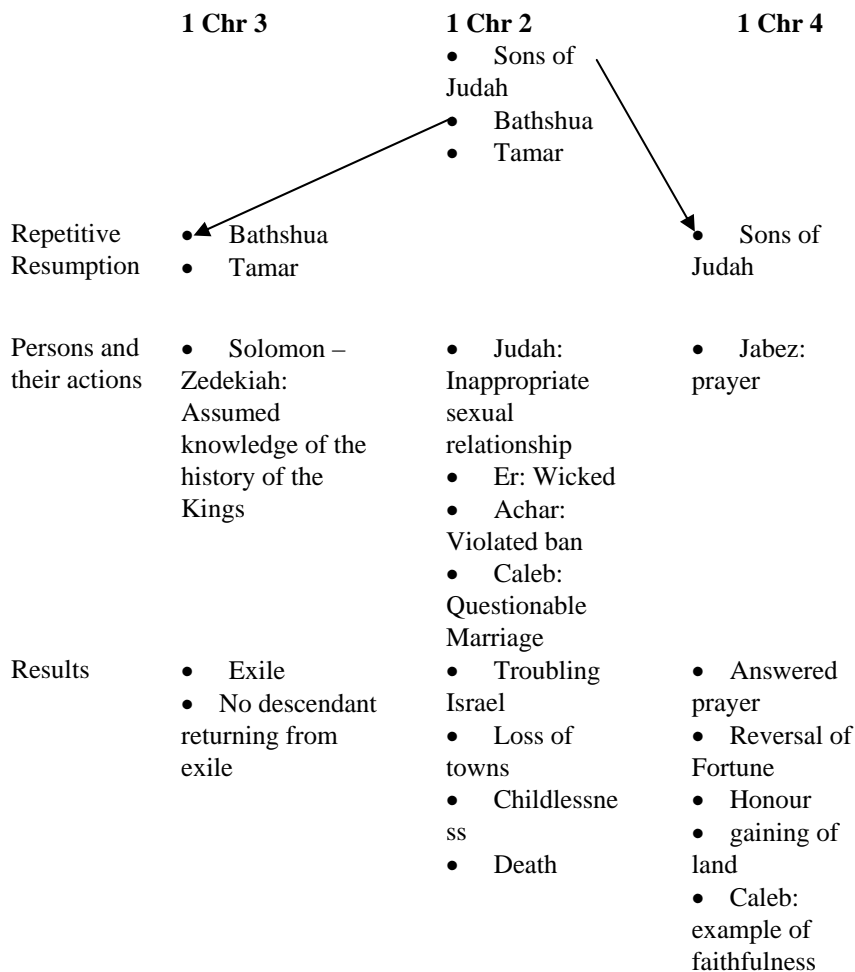 1 Chr 3 1 Chr 2 1 Chr 4
• Sons of
Judah
• Bathshua
• Tamar
Repetitive
Resumption
• Bathshua
• Tamar
• Sons of
Judah
Persons and
their actions
• Solomon –
Zedekiah:
Assumed
knowledge of the
history of the
Kings
• Judah:
Inappropriate
sexual
relationship
• Er: Wicked
• Achar:
Violated ban
• Caleb:
Questionable
Marriage
• Jabez:
prayer
Results
• Exile
• No descendant
returning from
exile
• Troubling
Israel
• Loss of
towns
• Childlessne
ss
• Death
• Answered
prayer
• Reversal of
Fortune
• Honour
• gaining of
land
• Caleb:
example of
faithfulness